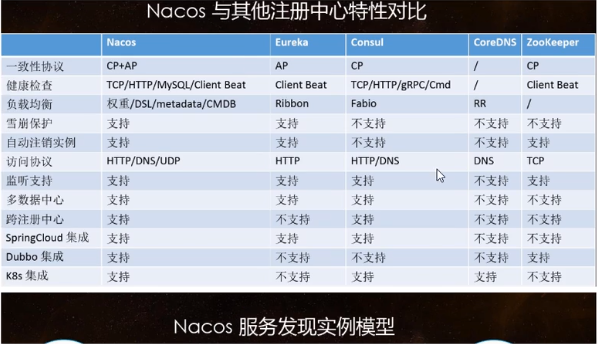 Nacos 与其他注册中心特性对比
Nacos Eureka Consul CoreDNS ZooKeeper
一致性协议 CP+AP AP CP / CP
健康检查 TCP/HTTP/MySQL/Client Beat Client Beat TCP/HTTP/gRPC/Cmd / Client Beat
负载均衡 权重/DSL/metadata/CMDB Ribbon Fabio RR /
雪崩保护 支持 支持 不支持 不支持 不支持
自动注销实例 支持 支持 不支持 不支持 支持
访问协议 HTTP/DNS/UDP HTTP HTTP/DNS DNS TCP
监听支持 支持 支持 支持 不支持 支持
多数据中心 支持 支持 支持 不支持 不支持
跨注册中心 支持 不支持 支持 不支持 不支持
SpringCloud 集成 支持 支持 支持 不支持 不支持
Dubbo 集成 支持 不支持 不支持 不支持 支持
K8s 集成 支持 不支持 支持 支持 不支持
Nacos 服务发现实例模型